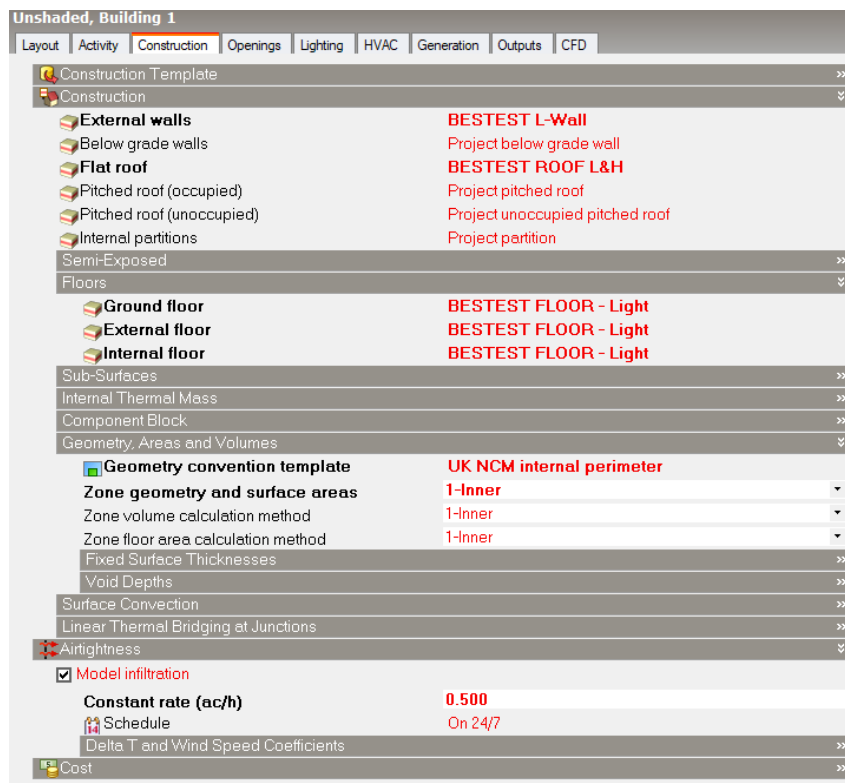 Unshaded, Building 1
Layout Activity Construction Openings Lighting HVAC Generation Outputs CFD
Construction Template
Construction
External walls BESTEST L-Wall
Below grade walls Project below grade wall
Flat roof BESTEST ROOF L&H
Pitched roof (occupied) Project pitched roof
Pitched roof (unoccupied) Project unoccupied pitched roof
Internal partitions Project partition
Semi-Exposed
Floors
Ground floor BESTEST FLOOR - Light
External floor BESTEST FLOOR - Light
Internal floor BESTEST FLOOR - Light
Sub-Surfaces
Internal Thermal Mass
Component Block
Geometry, Areas and Volumes
Geometry convention template UK NCM internal perimeter
Zone geometry and surface areas 1-Inner
Zone volume calculation method 1-Inner
Zone floor area calculation method 1-Inner
Fixed Surface Thicknesses
Void Depths
Surface Convection
Linear Thermal Bridging at Junctions
Airtightness
Model infiltration
Constant rate (ac/h) 0.500
Schedule On 24/7
Delta T and Wind Speed Coefficients
Cost